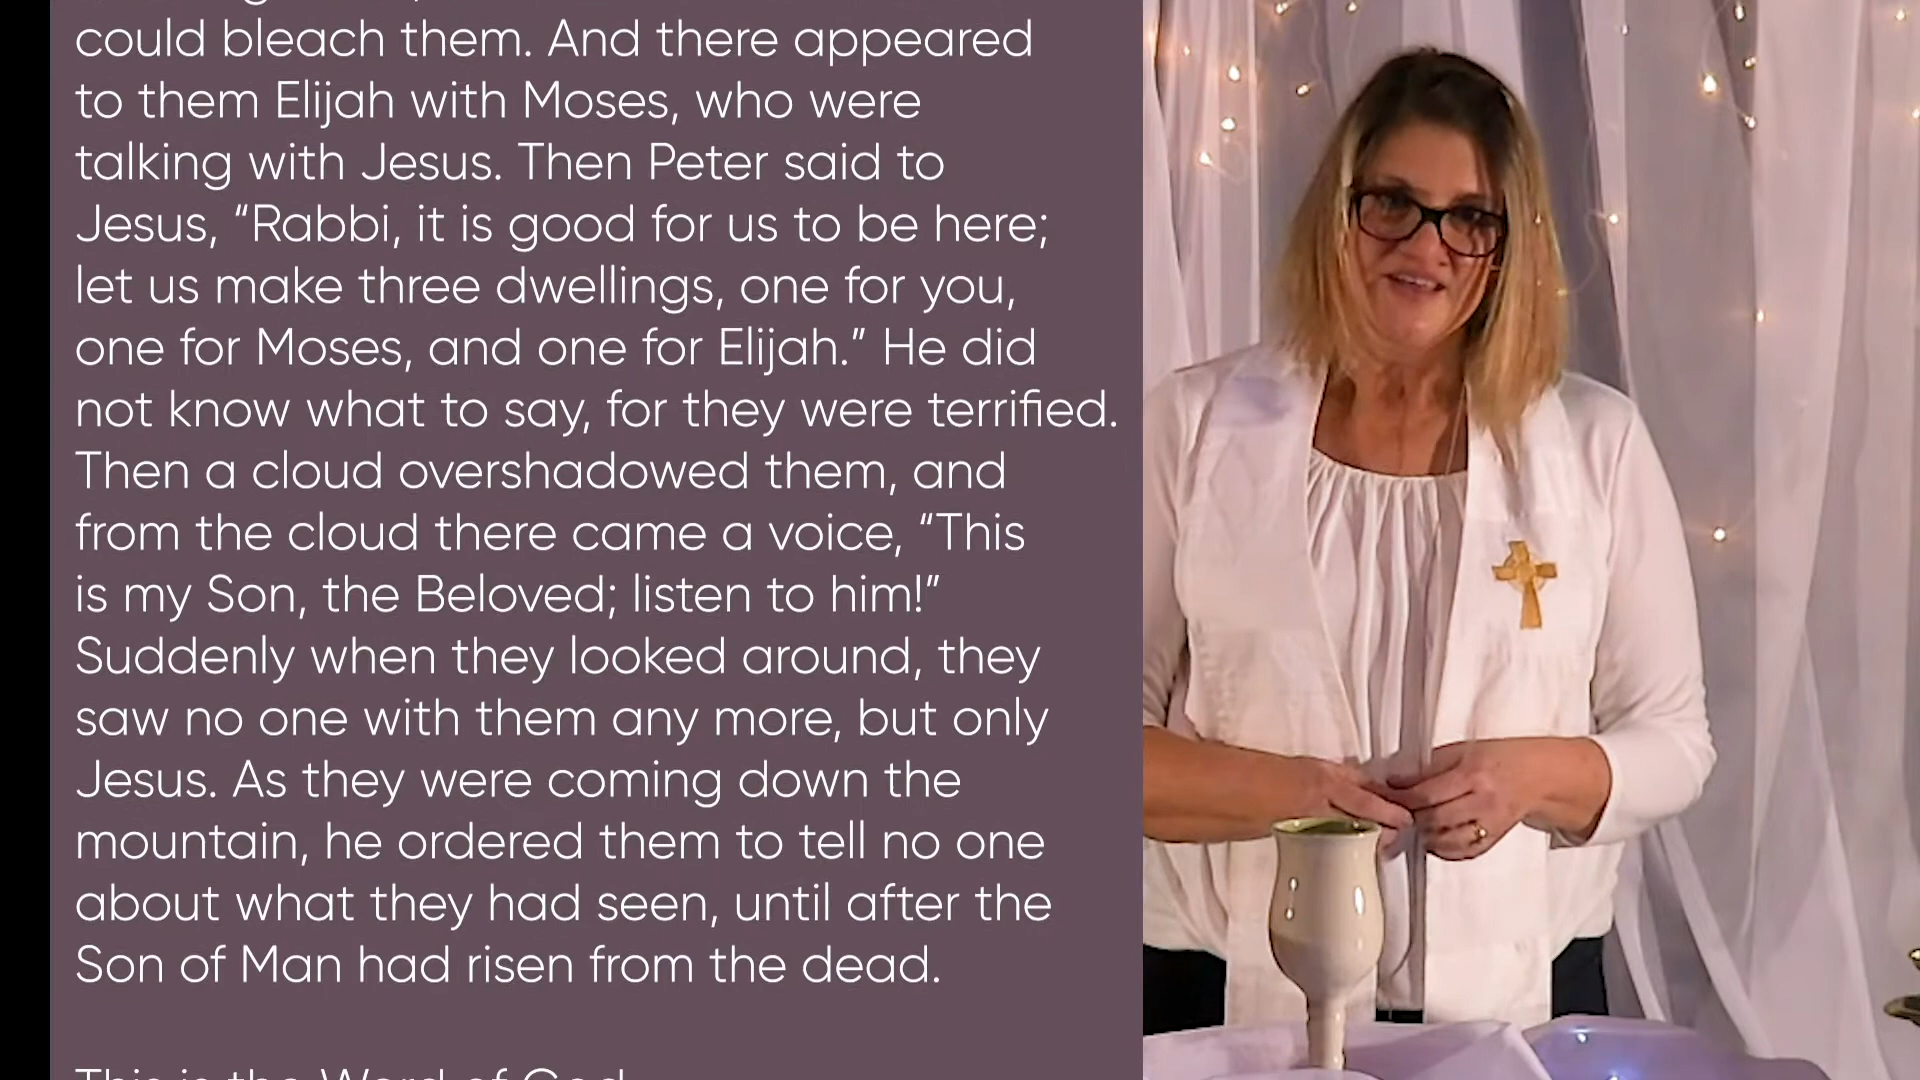 could bleach them. And there appeared
to them Elijah with Moses, who were
talking with Jesus. Then Peter said to
Jesus, “Rabbi, it is good for us to be here;
let us make three dwellings, one for you,
one for Moses, and one for Elijah.” He did
not know what to say, for they were terrified.
Then a cloud overshadowed them, and
from the cloud there came a voice, “This
is my Son, the Beloved; listen to him!”
Suddenly when they looked around, they
saw no one with them any more, but only
Jesus. As they were coming down the
mountain, he ordered them to tell no one
about what they had seen, until after the
Son of Man had risen from the dead.
This is the Word of God